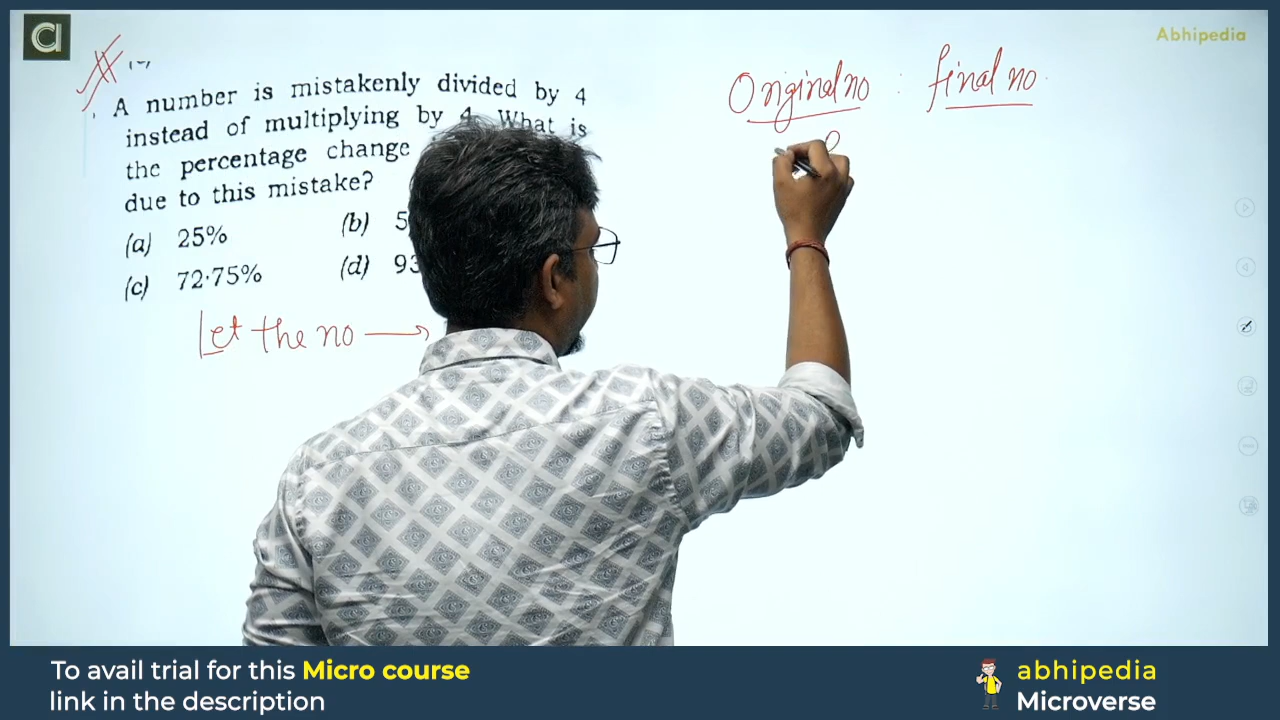 Abhipedia
A number is mistakenly divided by 4
instead of multiplying by 4. What is
the percentage change
due to this mistake?
(a) 25%
(b) 5
(c) 72·75%
(d) 93
Let the no →
Original no : final no
To avail trial for this Micro course
link in the description
abhipedia
Microverse